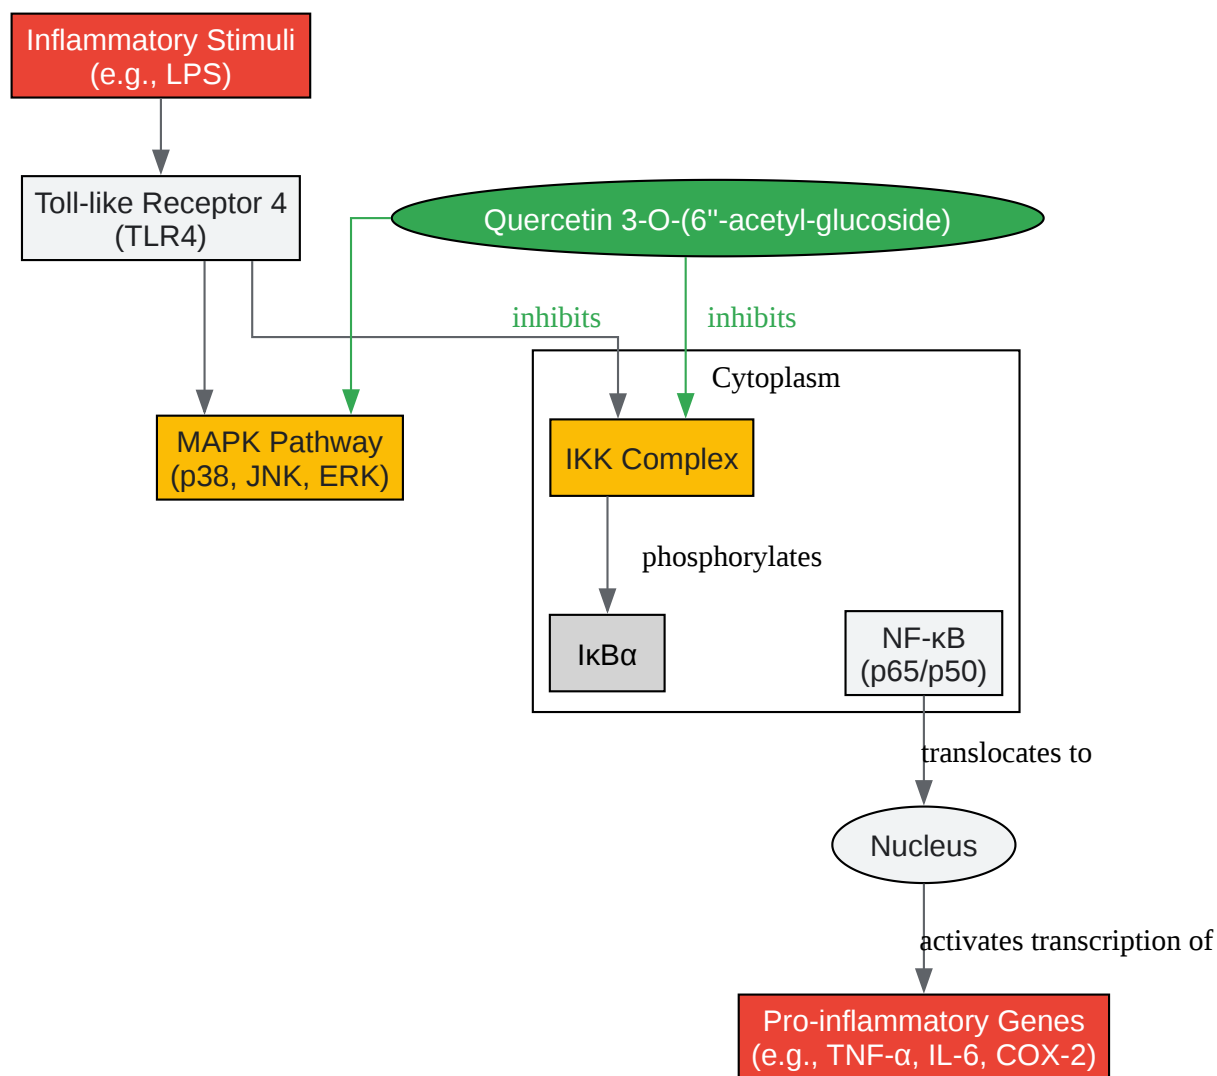 Inflammatory Stimuli
(e.g., LPS)
Toll-like Receptor 4
(TLR4)
Quercetin 3-O-(6"-acetyl-glucoside)
inhibits
inhibits
Cytoplasm
MAPK Pathway
(p38, JNK, ERK)
IKK Complex
phosphorylates
IκBα
NF-κB
(p65/p50)
translocates to
Nucleus
activates transcription of
Pro-inflammatory Genes
(e.g., TNF-α, IL-6, COX-2)